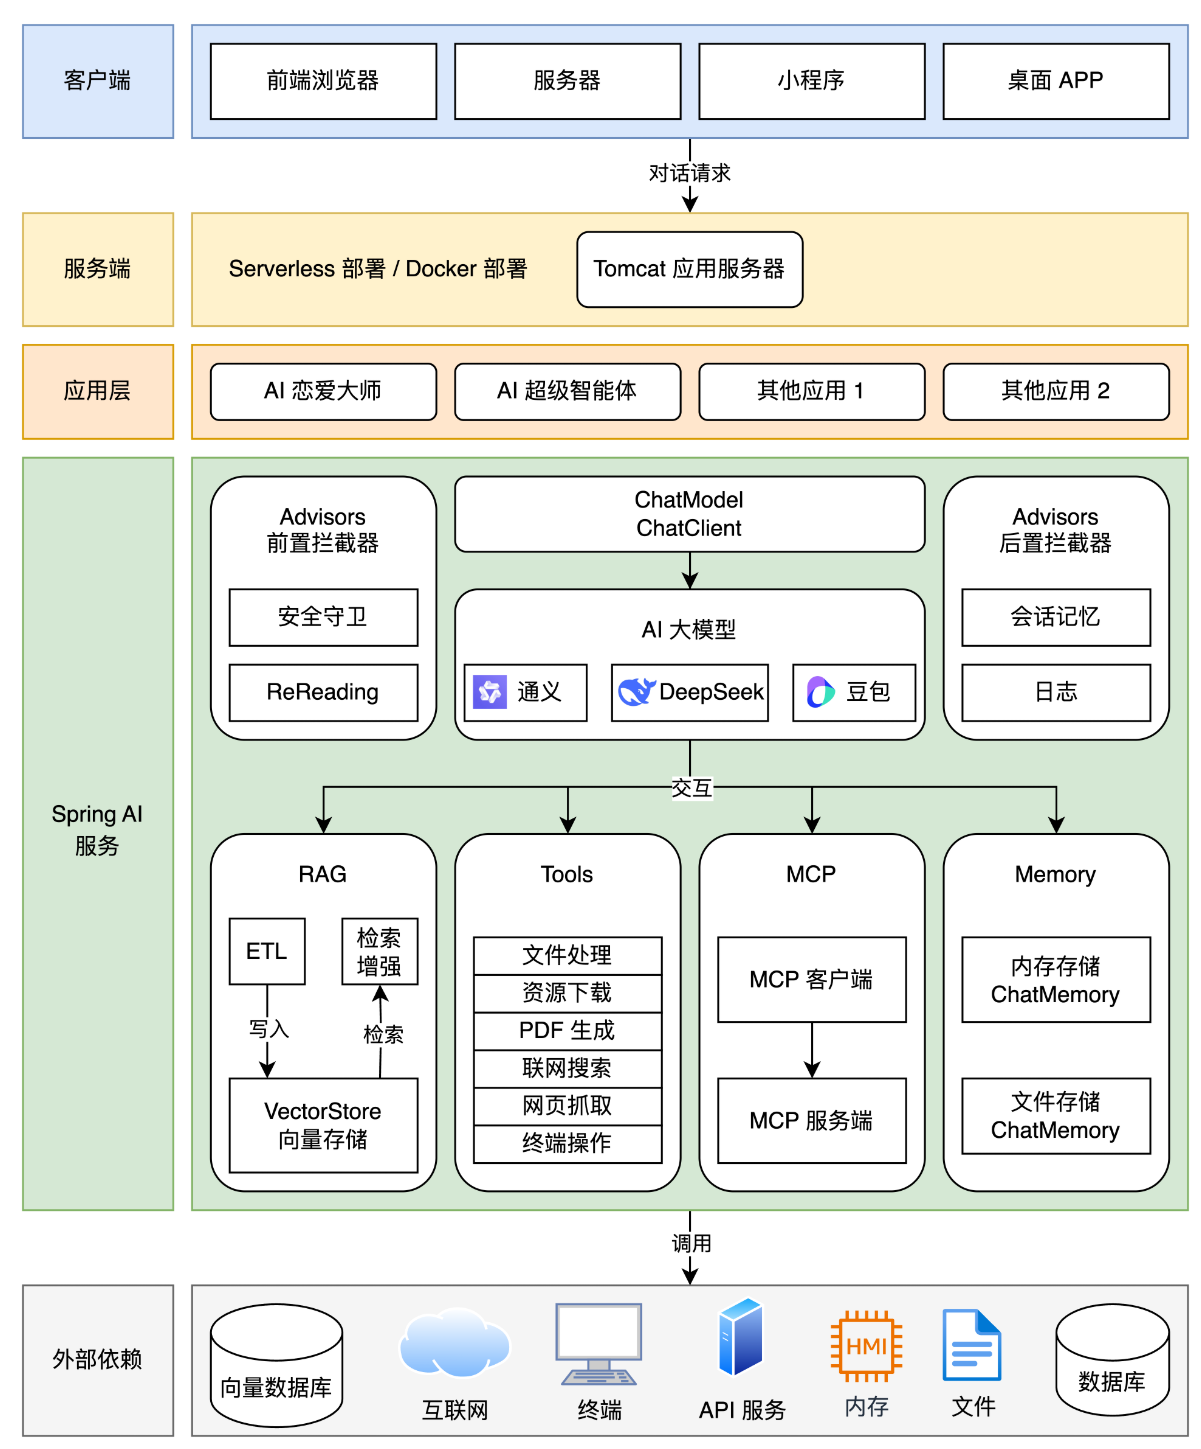 客户端
前端浏览器
服务器
小程序
桌面 APP
对话请求
服务端
Serverless 部署 / Docker 部署
Tomcat 应用服务器
应用层
AI 恋爱大师
AI 超级智能体
其他应用 1
其他应用 2
Spring AI
服务
Advisors
前置拦截器
安全守卫
ReReading
ChatModel
ChatClient
AI 大模型
通义
DeepSeek
豆包
Advisors
后置拦截器
会话记忆
日志
交互
RAG
ETL
检索
增强
写入
检索
VectorStore
向量存储
Tools
文件处理
资源下载
PDF 生成
联网搜索
网页抓取
终端操作
MCP
MCP 客户端
MCP 服务端
Memory
内存存储
ChatMemory
文件存储
ChatMemory
调用
外部依赖
向量数据库
互联网
终端
API 服务
HMI
内存
文件
数据库